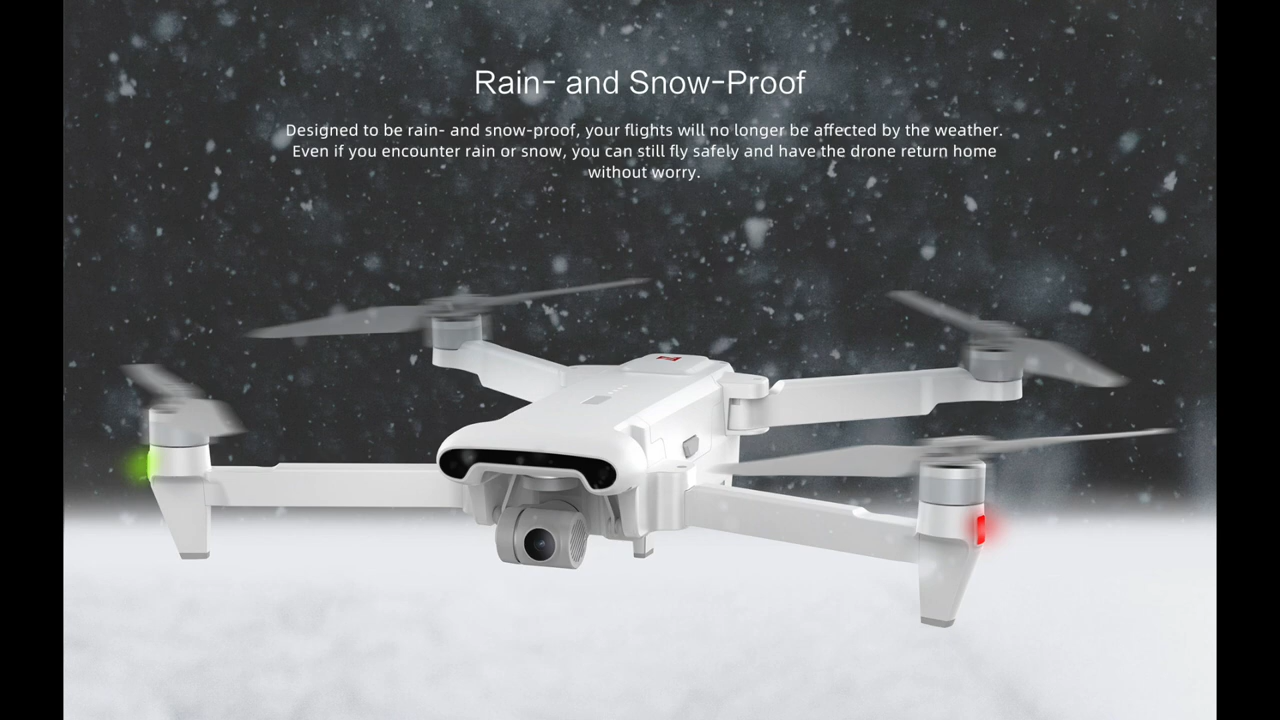 Rain- and Snow-Proof
Designed to be rain- and snow-proof, your flights will no longer be affected by the weather.
Even if you encounter rain or snow, you can still fly safely and have the drone return home
without worry.